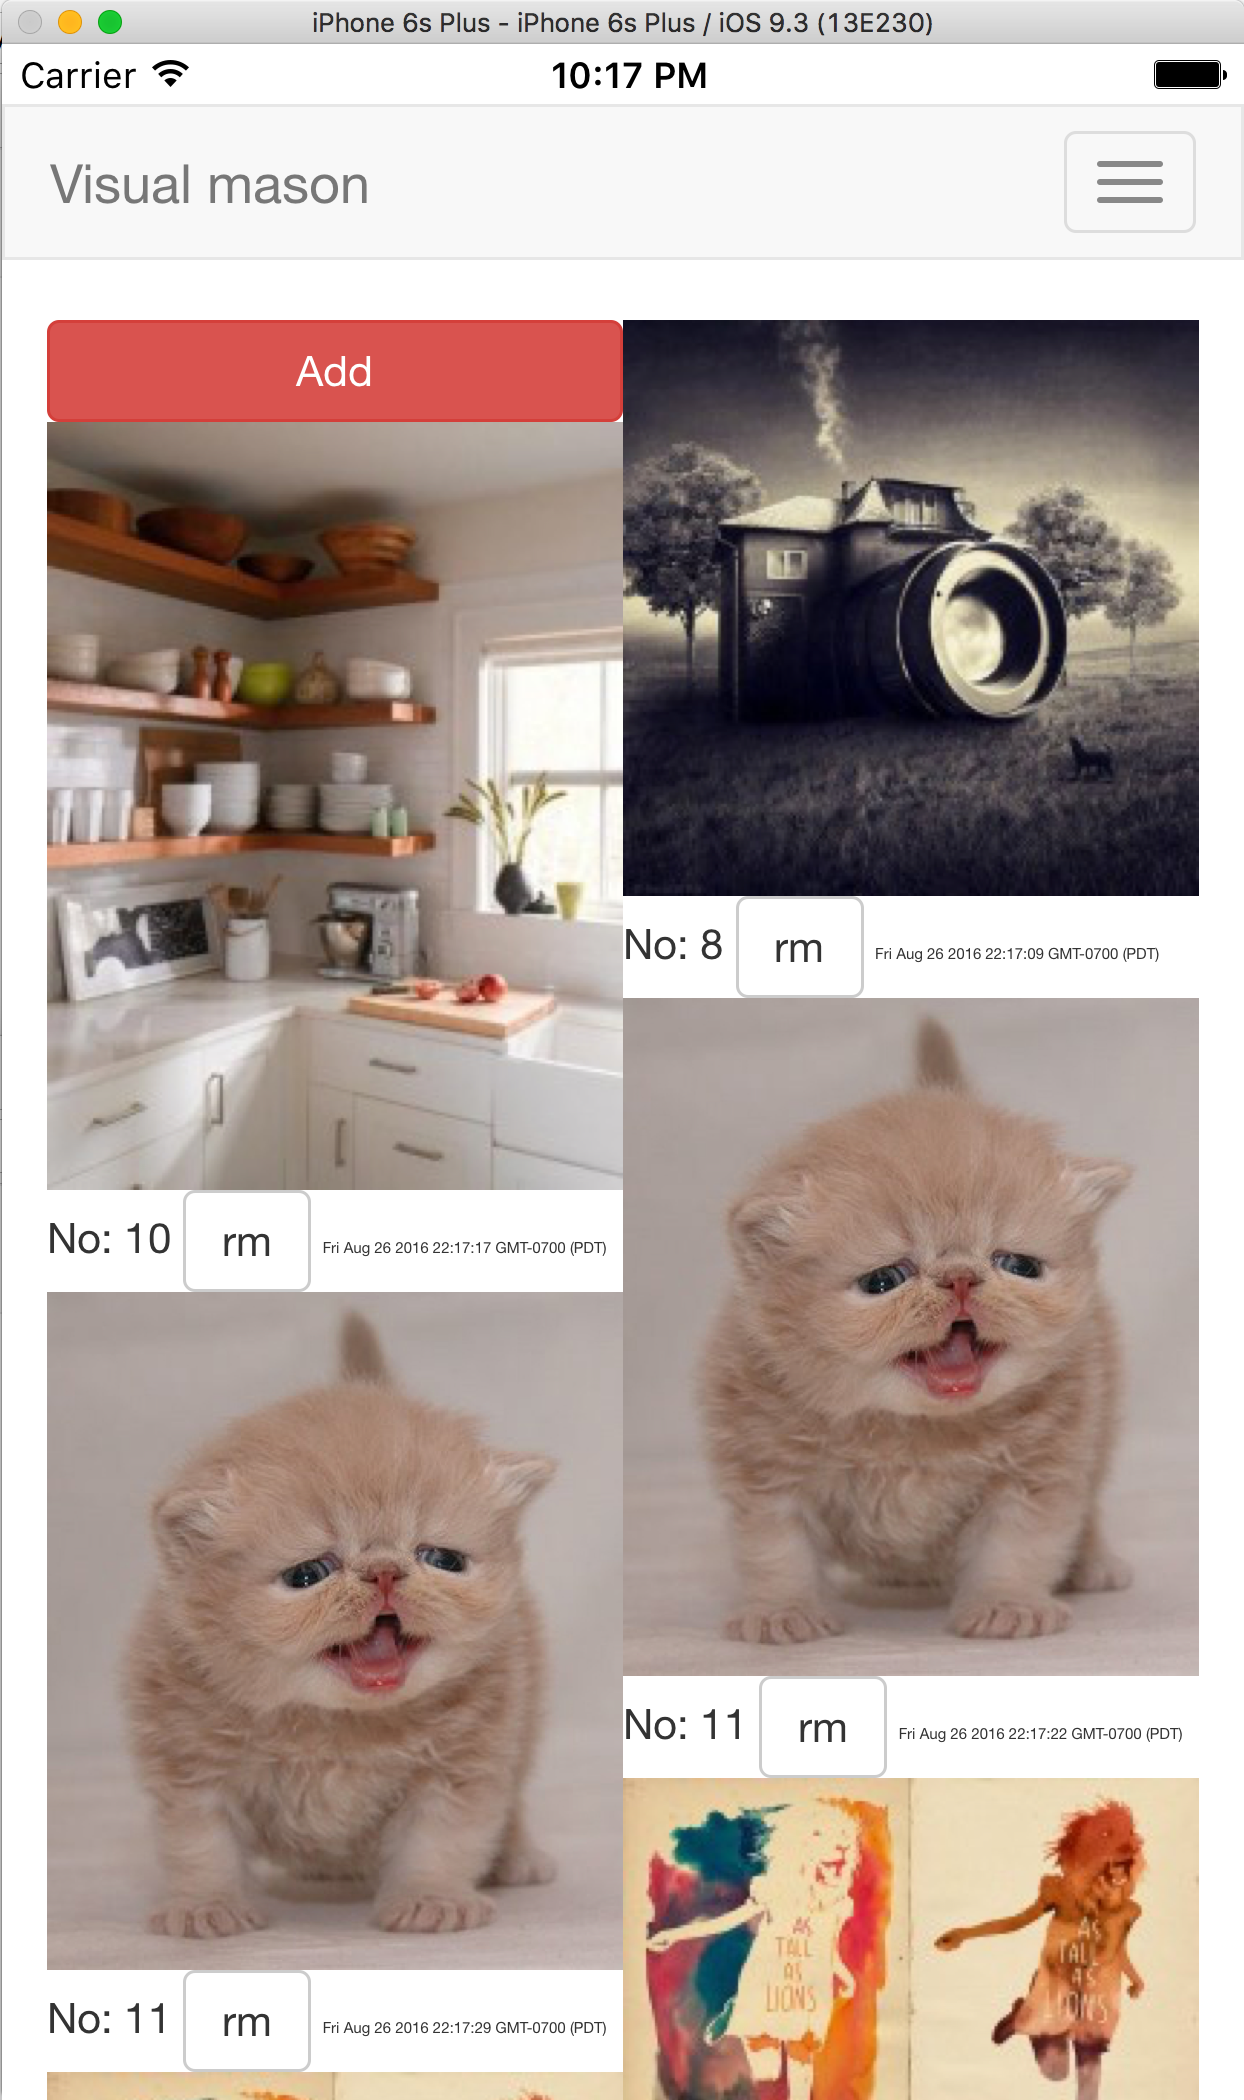 iPhone 6s Plus - iPhone 6s Plus / iOS 9.3 (13E230)
Carrier 10:17 PM
Visual mason
Add
No: 10 rm Fri Aug 26 2016 22:17:17 GMT-0700 (PDT)
No: 11 rm Fri Aug 26 2016 22:17:29 GMT-0700 (PDT)
No: 8 rm Fri Aug 26 2016 22:17:09 GMT-0700 (PDT)
No: 11 rm Fri Aug 26 2016 22:17:22 GMT-0700 (PDT)
AS
TALL
AS
LIONS
AS
TALL
AS
LIONS